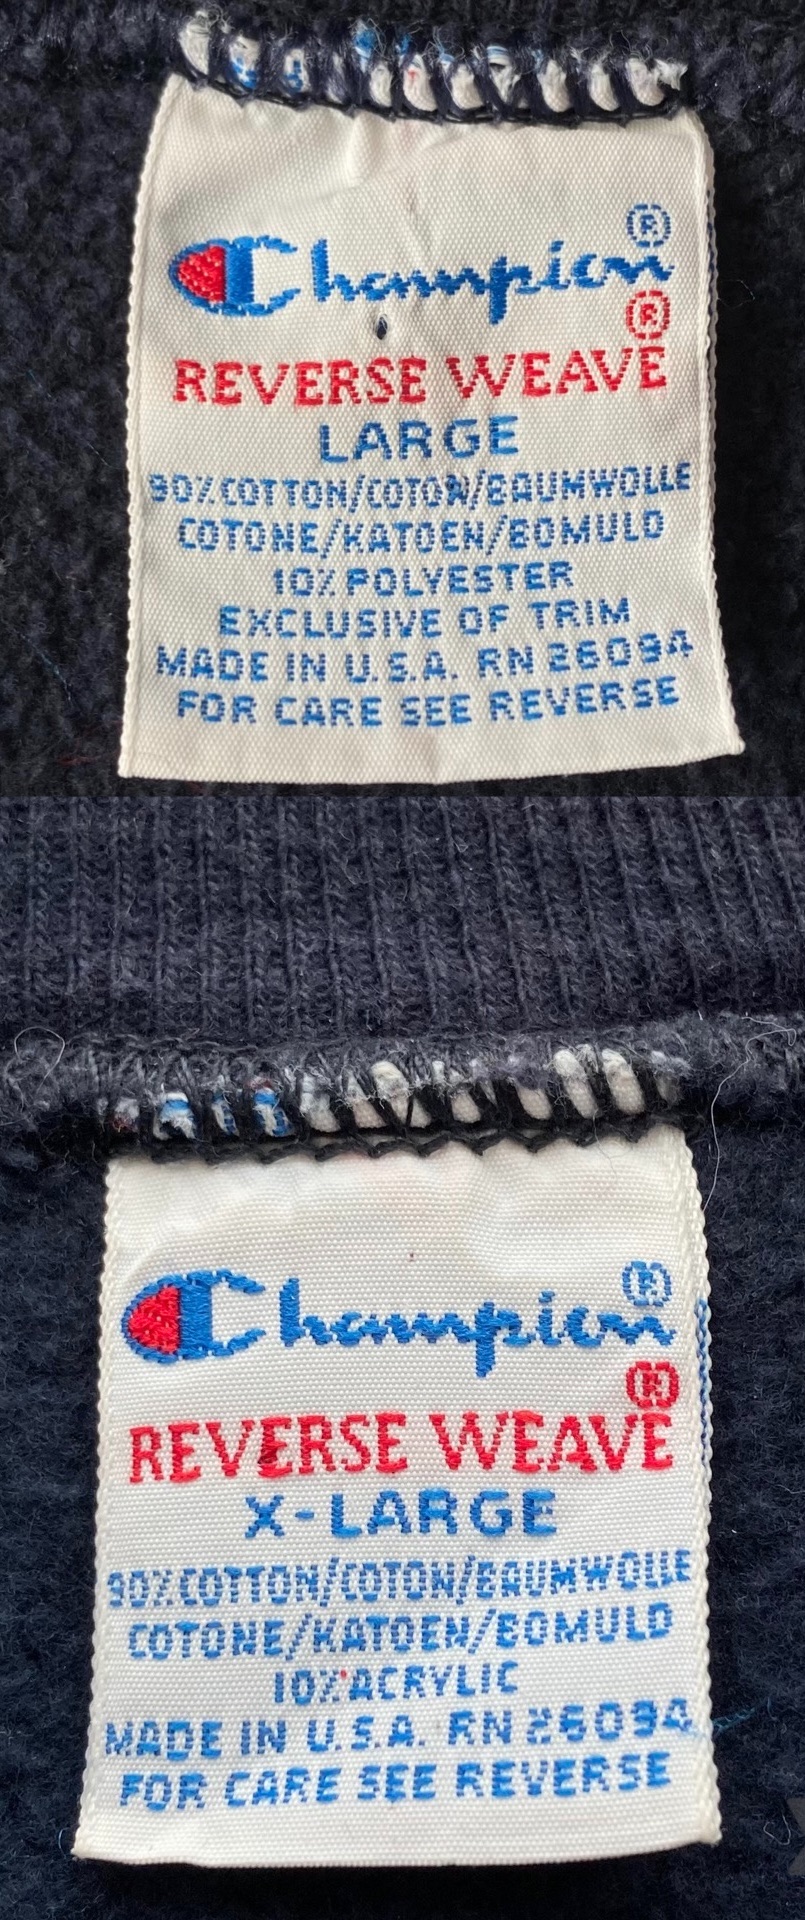 Champion®
®
REVERSE WEAVE
LARGE
90% COTTON/COTON/BAUMWOLLE
COTONE/KATOEN/BOMULD
10% POLYESTER
EXCLUSIVE OF TRIM
MADE IN U.S.A. RN 26094
FOR CARE SEE REVERSE
Champion®
®
REVERSE WEAVE
X-LARGE
90% COTTON/COTON/BAUMWOLLE
COTONE/KATOEN/BOMULD
10% ACRYLIC
MADE IN U.S.A. RN 26094
FOR CARE SEE REVERSE